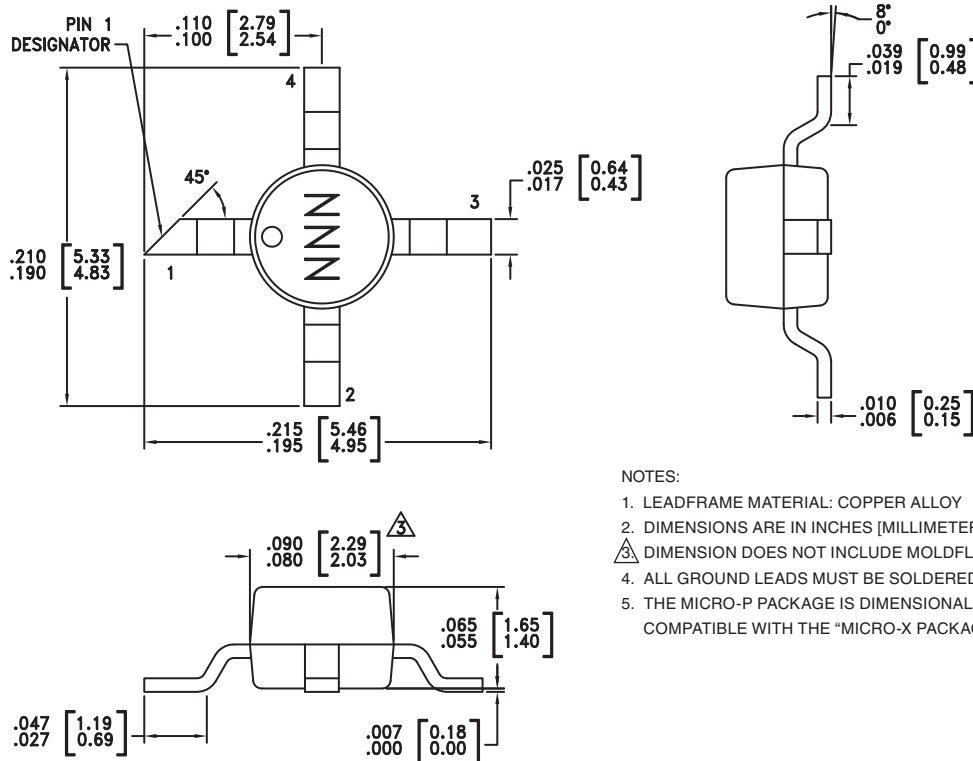 PIN 1
DESIGNATOR
.110 [2.79]
.100 [2.54]
4
45°
NNN
3
1
2
.025 [0.64]
.017 [0.43]
.210 [5.33]
.190 [4.83]
.215 [5.46]
.195 [4.95]
8°
0°
.039 [0.99
.019 [0.48
.010 [0.25]
.006 [0.15]
.090 [2.29]
.080 [2.03]
3
.065 [1.65]
.055 [1.40]
.047 [1.19]
.027 [0.69]
.007 [0.18]
.000 [0.00]
NOTES:
1. LEADFRAME MATERIAL: COPPER ALLOY
2. DIMENSIONS ARE IN INCHES [MILLIMETER
3. DIMENSION DOES NOT INCLUDE MOLDFL
4. ALL GROUND LEADS MUST BE SOLDERED
5. THE MICRO-P PACKAGE IS DIMENSIONAL
COMPATIBLE WITH THE “MICRO-X PACKAG